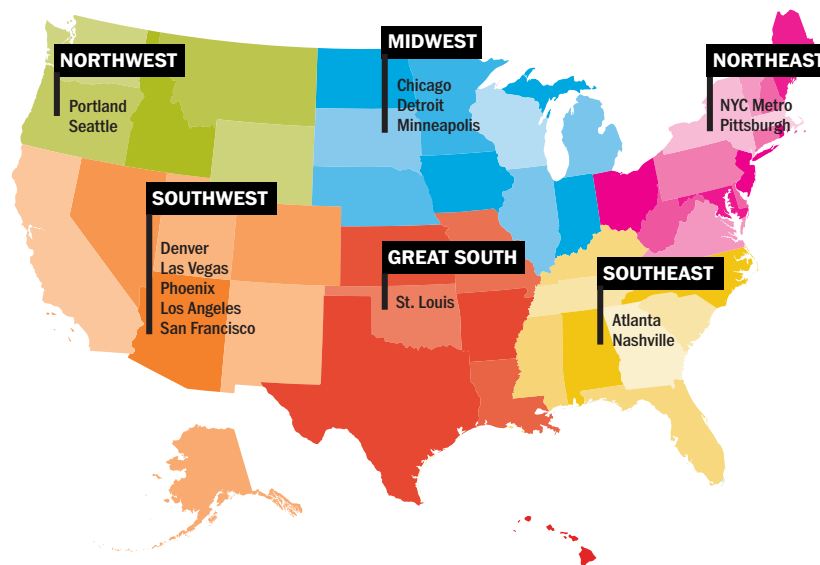 NORTHWEST
Portland
Seattle
MIDWEST
Chicago
Detroit
Minneapolis
NORTHEAST
NYC Metro
Pittsburgh
SOUTHWEST
Denver
Las Vegas
Phoenix
Los Angeles
San Francisco
GREAT SOUTH
St. Louis
SOUTHEAST
Atlanta
Nashville